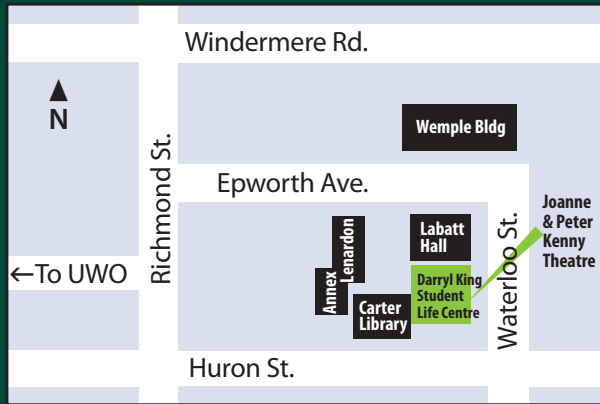 Windermere Rd.
N
Wemple Bldg
Richmond St.
Epworth Ave.
Joanne
& Peter
Kenny
Theatre
Waterloo St.
Lenardon
Labatt
Hall
←To UWO
Annex
Darryl King
Student
Life Centre
Carter
Library
Huron St.